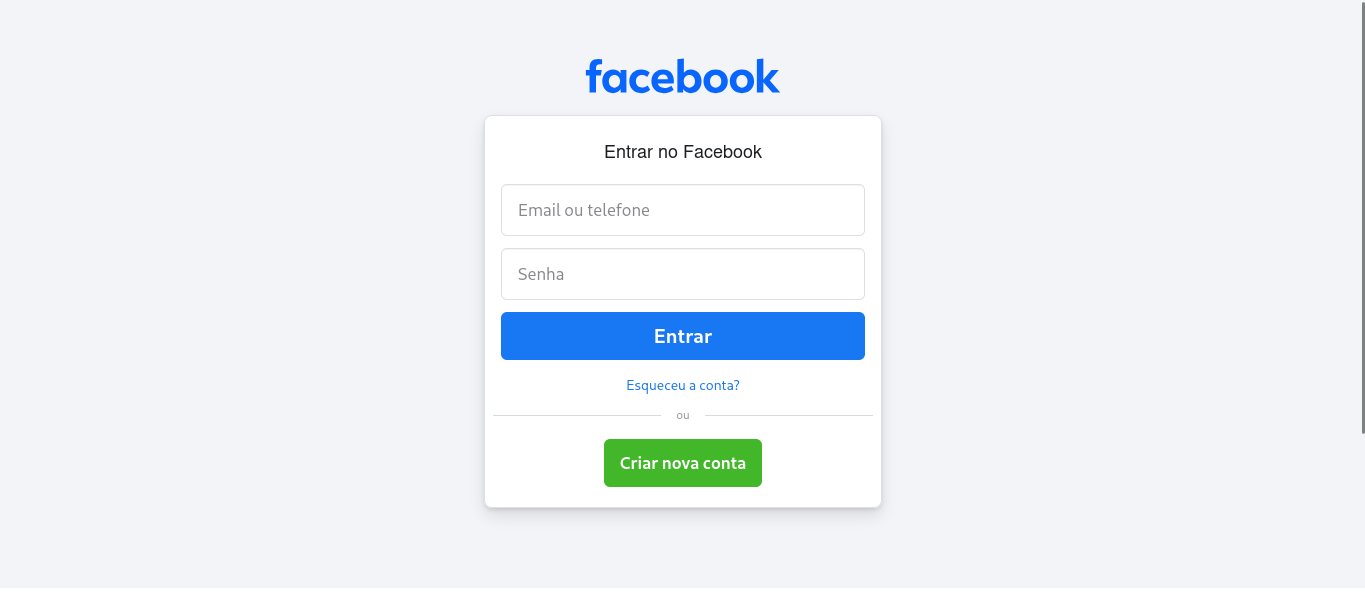 facebook
Entrar no Facebook
Email ou telefone
Senha
Entrar
Esqueceu a conta?
ou
Criar nova conta